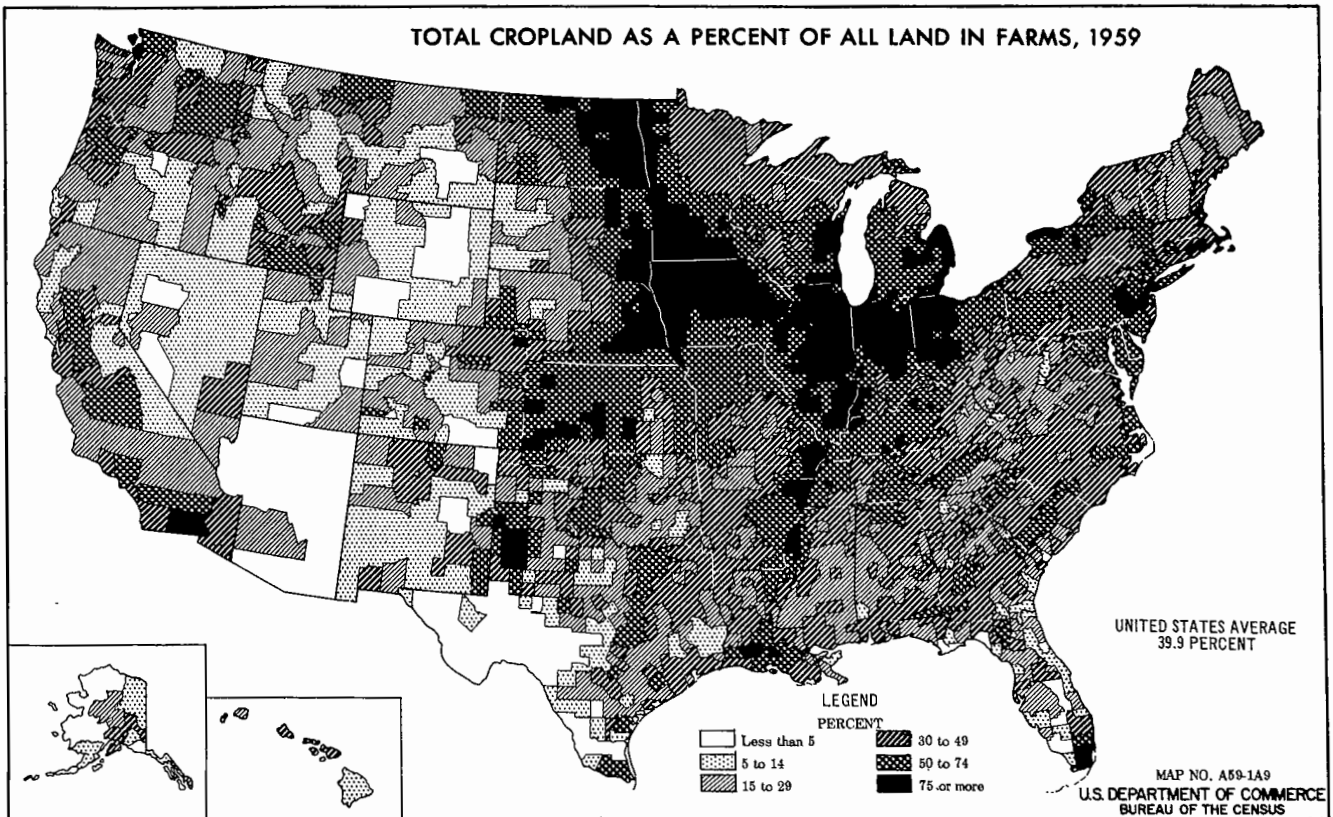 TOTAL CROPLAND AS A PERCENT OF ALL LAND IN FARMS, 1959
UNITED STATES AVERAGE
39.9 PERCENT
LEGEND
PERCENT
Less than 5
5 to 14
15 to 29
30 to 49
50 to 74
75 or more
MAP NO. A59-1A9
U.S. DEPARTMENT OF COMMERCE
BUREAU OF THE CENSUS